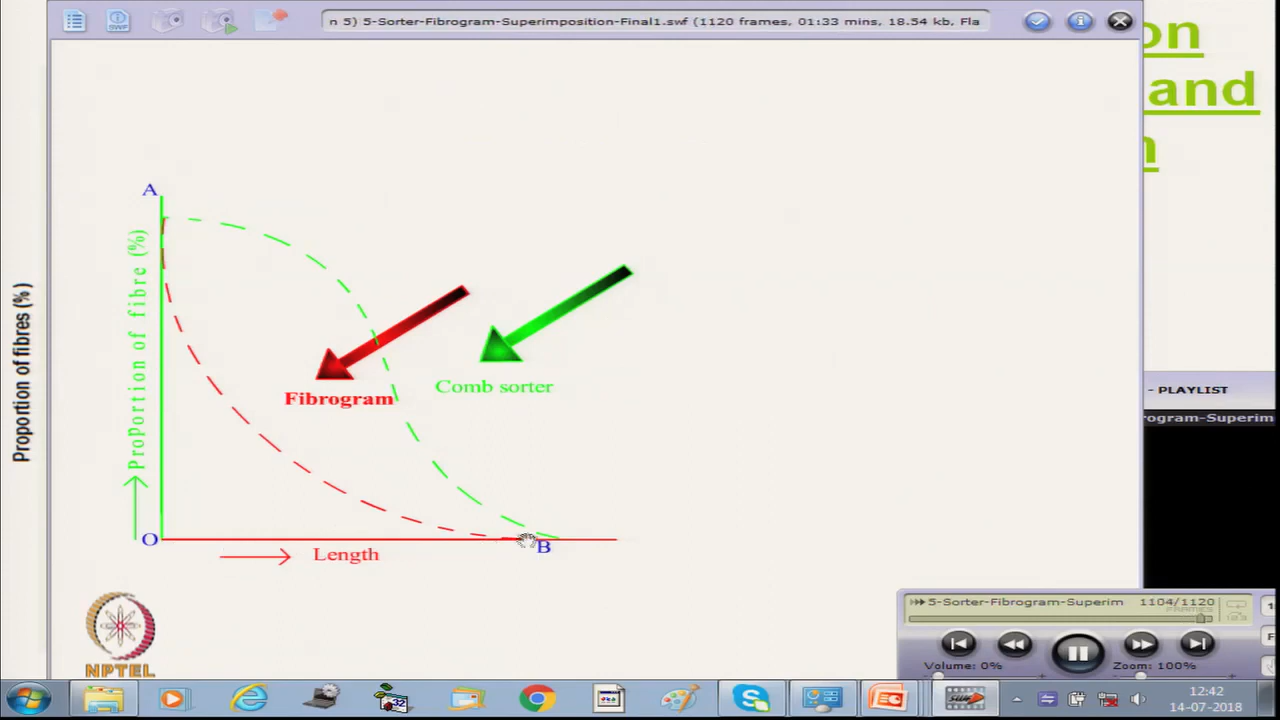 n 5) 5-Sorter-Fibrogram-Superimposition-Final1.swf (1120 frames, 01:33 mins, 18.54 kb, Fla
on
and
n
A
Proportion of fibre (%)
Proportion of fibres (%)
Fibrogram
Comb sorter
O
B
Length
- PLAYLIST
rogram-Superim
5-Sorter-Fibrogram-Superim 1104/1120
FRAMES
Volume: 0%
Zoom: 100%
NPTEL
32
12:42
14-07-2018